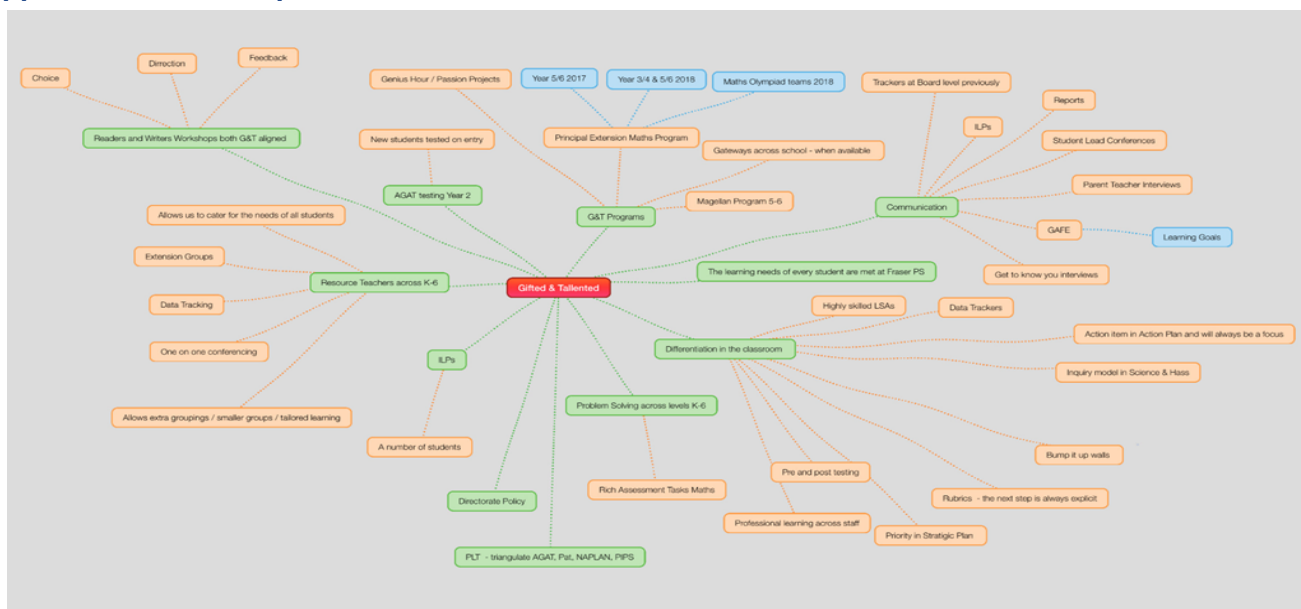 Choice
Dirrection
Feedback
Readers and Writers Workshops both G&T aligned
Genius Hour / Passion Projects
Year 5/6 2017
Year 3/4 & 5/6 2018
Maths Olympiad teams 2018
Principal Extension Maths Program
New students tested on entry
AGAT testing Year 2
Gateways across school - when available
Magellan Program 5-6
G&T Programs
Trackers at Board level previously
Reports
ILPs
Student Lead Conferences
Parent Teacher Interviews
Communication
GAFE
Learning Goals
Get to know you interviews
Allows us to cater for the needs of all students
Extension Groups
Resource Teachers across K-6
Data Tracking
One on one conferencing
Allows extra groupings / smaller groups / tailored learning
Gifted & Tallented
The learning needs of every student are met at Fraser PS
Highly skilled LSAs
Data Trackers
Differentiation in the classroom
Action item in Action Plan and will always be a focus
Inquiry model in Science & Hass
ILPs
A number of students
Problem Solving across levels K-6
Rich Assessment Tasks Maths
Bump it up walls
Pre and post testing
Rubrics - the next step is always explicit
Professional learning across staff
Priority in Stratigic Plan
Directorate Policy
PLT - triangulate AGAT, Pat, NAPLAN, PIPS